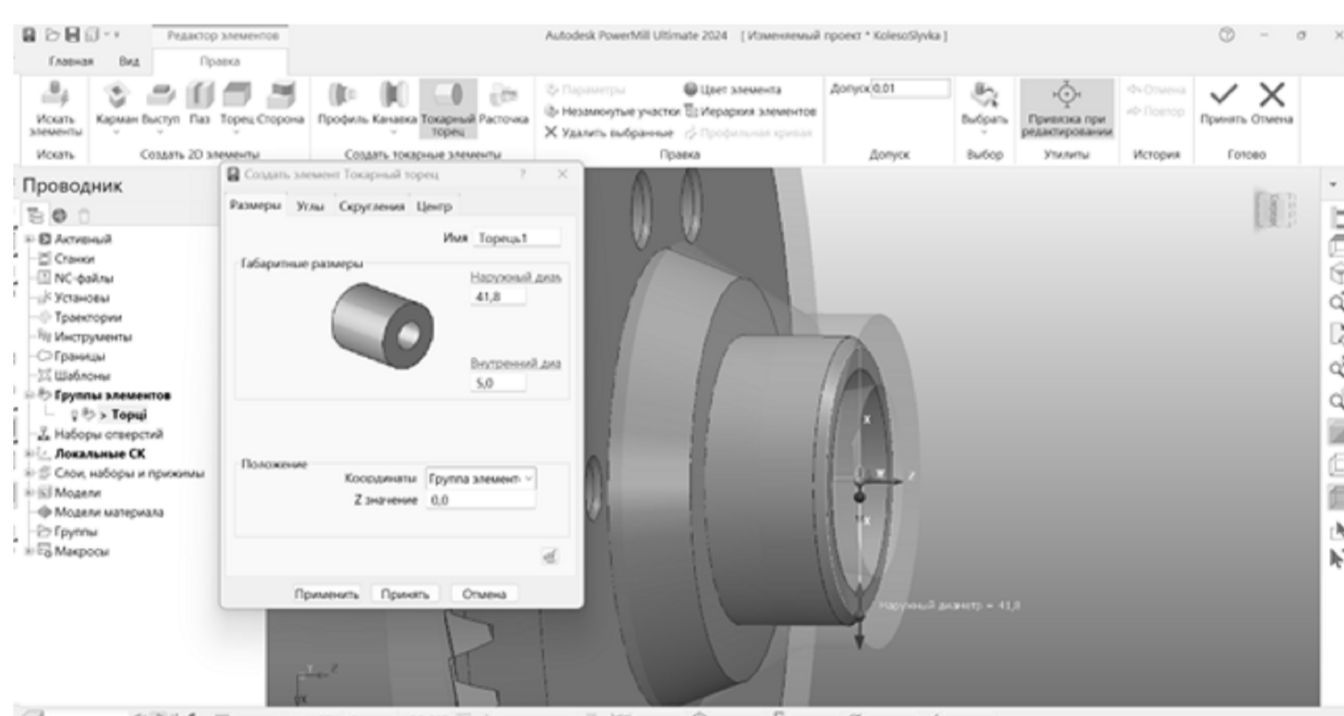 Редактор элементов
Autodesk PowerMill Ultimate 2024 [ Изменяемый проект * KolesoSlyvka ]
Главная Вид Правка
Искать элементы
Карман Выступ Паз Торец Сторона
Профиль Канавка Токарный торец Расточка
Параметры
Незамкнутые участки
Удалить выбранные
Цвет элемента
Иерархия элементов
Профильная кривая
Допуск 0,01
Выбрать
Привязка при редактировании
Отмена
Повтор
Принять Отмена
Искать Создать 2D элементы Создать токарные элементы Правка Допуск Выбор Утилиты История Готово
Проводник
Активный
Станки
NC-файлы
Установы
Траектории
Инструменты
Границы
Шаблоны
Группы элементов
> Торці
Наборы отверстий
Локальные СК
Слои, наборы и прижимы
Модели
Модели материала
Группы
Макросы
Создать элемент Токарный торец ? ×
Размеры Углы Скругления Центр
Имя Торець1
Габаритные размеры
Наружный диам
41,8
Внутренний диа
5,0
Положение
Координаты Группа элемент
Z значение 0,0
Применить Принять Отмена
X
Z
X
Наружный диаметр = 41,8
Y Z
X